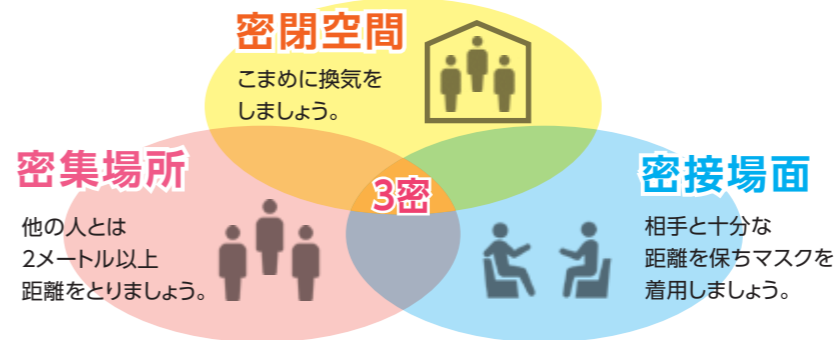 密閉空間
こまめに換気を
しましょう。
密集場所
他の人とは
2メートル以上
距離をとりましょう。
3密
密接場面
相手と十分な
距離を保ちマスクを
着用しましょう。